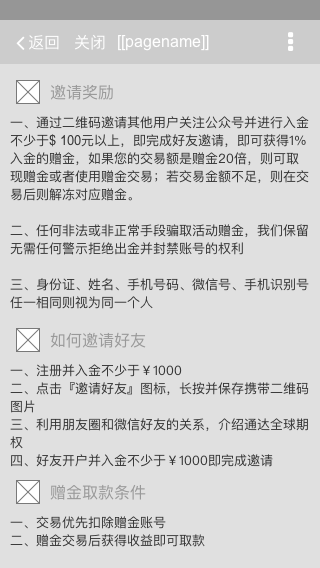 返回 关闭 [[pagename]]
邀请奖励
一、通过二维码邀请其他用户关注公众号并进行入金
不少于$ 100元以上，即完成好友邀请，即可获得1%
入金的赠金，如果您的交易额是赠金20倍，则可取
现赠金或者使用赠金交易；若交易金额不足，则在交
易后则解冻对应赠金。
二、任何非法或非正常手段骗取活动赠金，我们保留
无需任何警示拒绝出金并封禁账号的权利
三、身份证、姓名、手机号码、微信号、手机识别号
任一相同则视为同一个人
如何邀请好友
一、注册并入金不少于￥1000
二、点击『邀请好友』图标，长按并保存携带二维码
图片
三、利用朋友圈和微信好友的关系，介绍通达全球期
权
四、好友开户并入金不少于￥1000即完成邀请
赠金取款条件
一、交易优先扣除赠金账号
二、赠金交易后获得收益即可取款